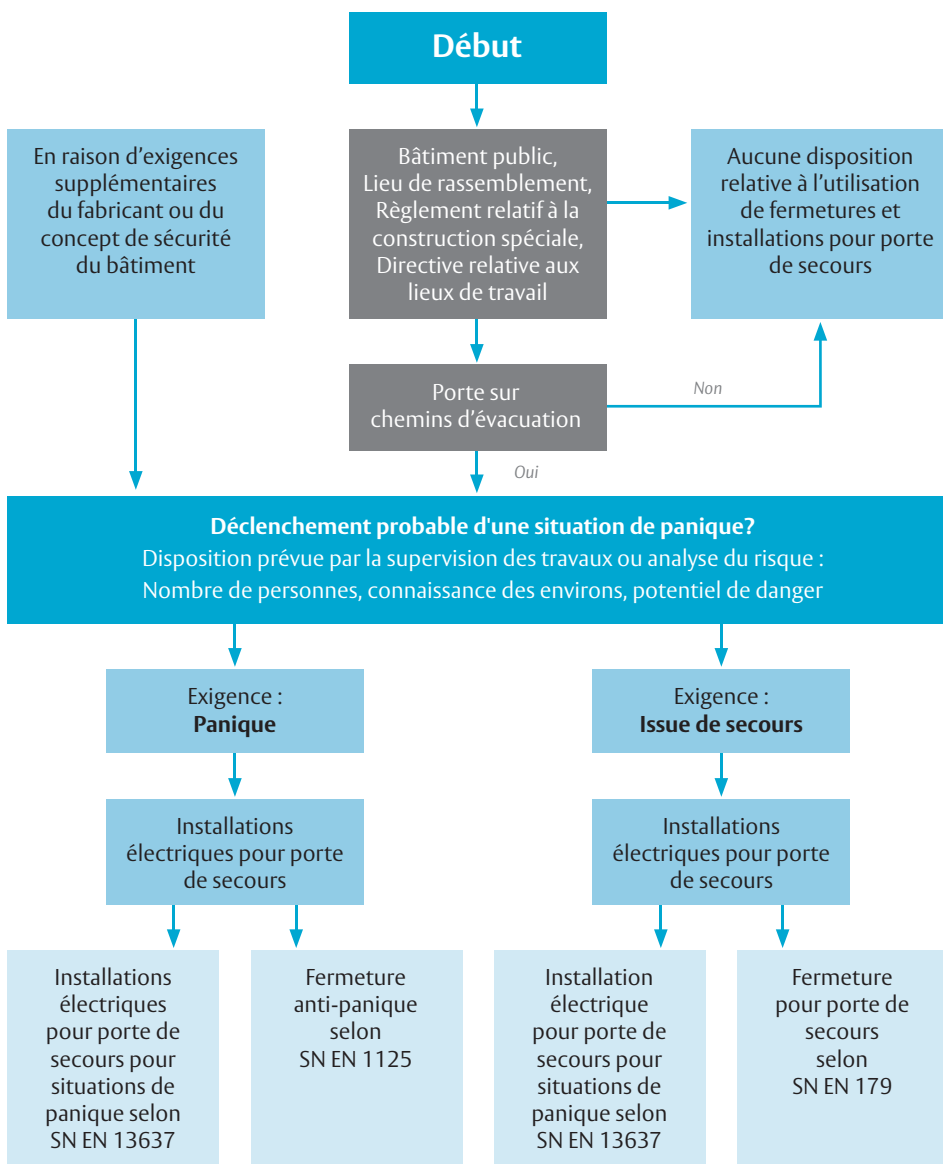 Début
En raison d’exigences
supplémentaires
du fabricant ou du
concept de sécurité
du bâtiment
Bâtiment public,
Lieu de rassemblement,
Règlement relatif à la
construction spéciale,
Directive relative aux
lieux de travail
Aucune disposition
relative à l’utilisation
de fermetures et
installations pour porte
de secours
Porte sur
chemins d’évacuation
Non
Oui
Déclenchement probable d'une situation de panique?
Disposition prévue par la supervision des travaux ou analyse du risque :
Nombre de personnes, connaissance des environs, potentiel de danger
Exigence :
Panique
Exigence :
Issue de secours
Installations
électriques pour porte
de secours
Installations
électriques pour porte
de secours
Installations
électriques
pour porte de
secours pour
situations de
panique selon
SN EN 13637
Fermeture
anti-panique
selon
SN EN 1125
Installation
électrique
pour porte de
secours pour
situations de
panique selon
SN EN 13637
Fermeture
pour porte de
secours
selon
SN EN 179